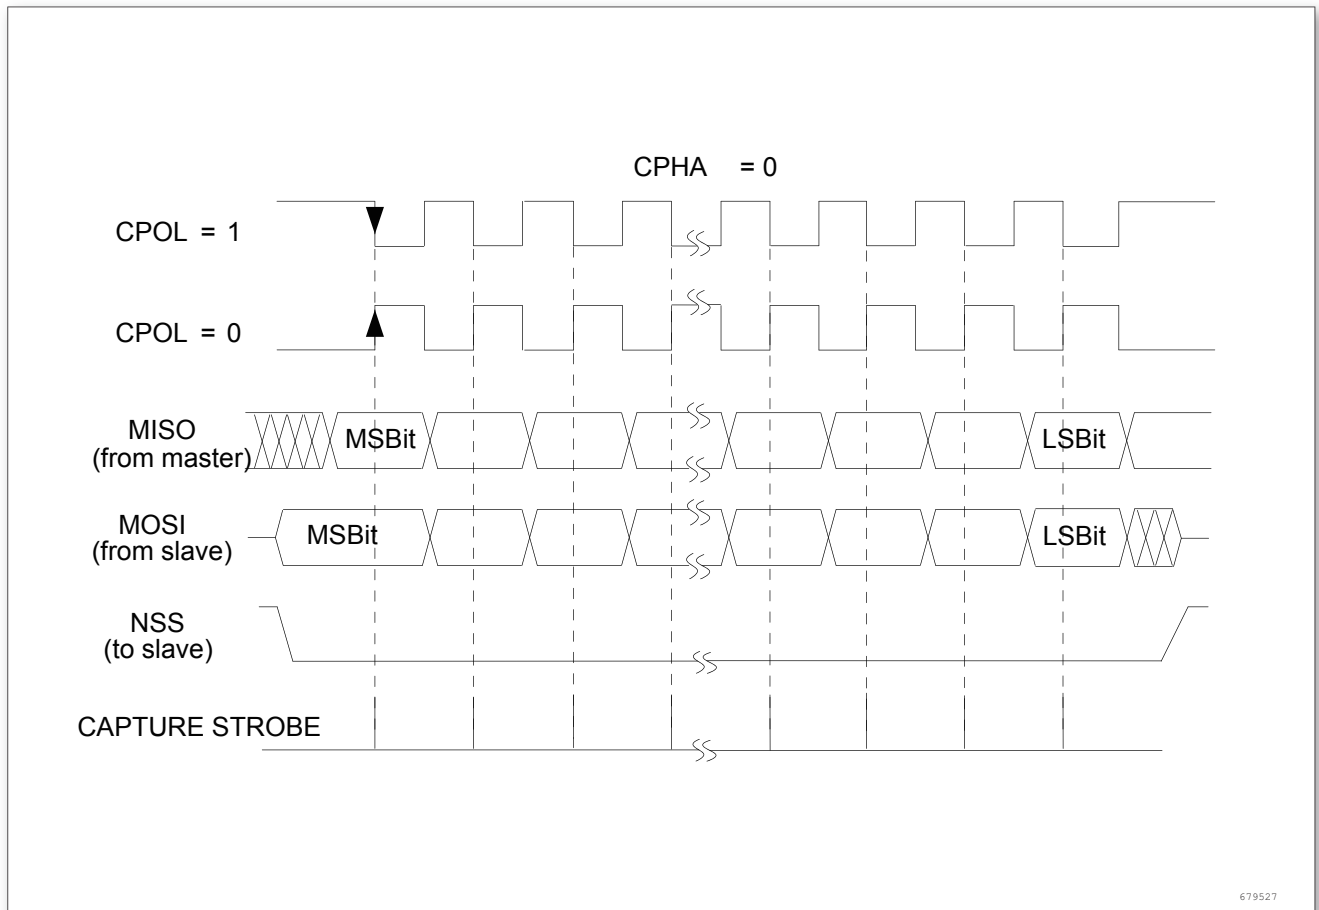 CPHA = 0
CPOL = 1
CPOL = 0
MISO
(from master)
MSBit
LSBit
MOSI
(from slave)
MSBit
LSBit
NSS
(to slave)
CAPTURE STROBE
679527